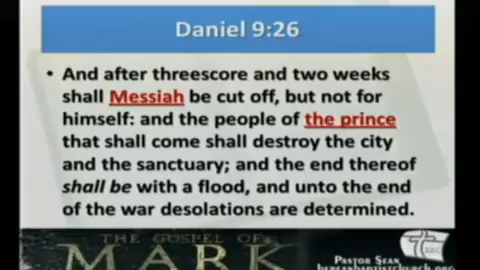 Daniel 9:26
• And after threescore and two weeks
shall Messiah be cut off, but not for
himself: and the people of the prince
that shall come shall destroy the city
and the sanctuary; and the end thereof
shall be with a flood, and unto the end
of the war desolations are determined.
THE GOSPEL OF
MARK
PASTOR SEAN
bereanbaptistchurch.org